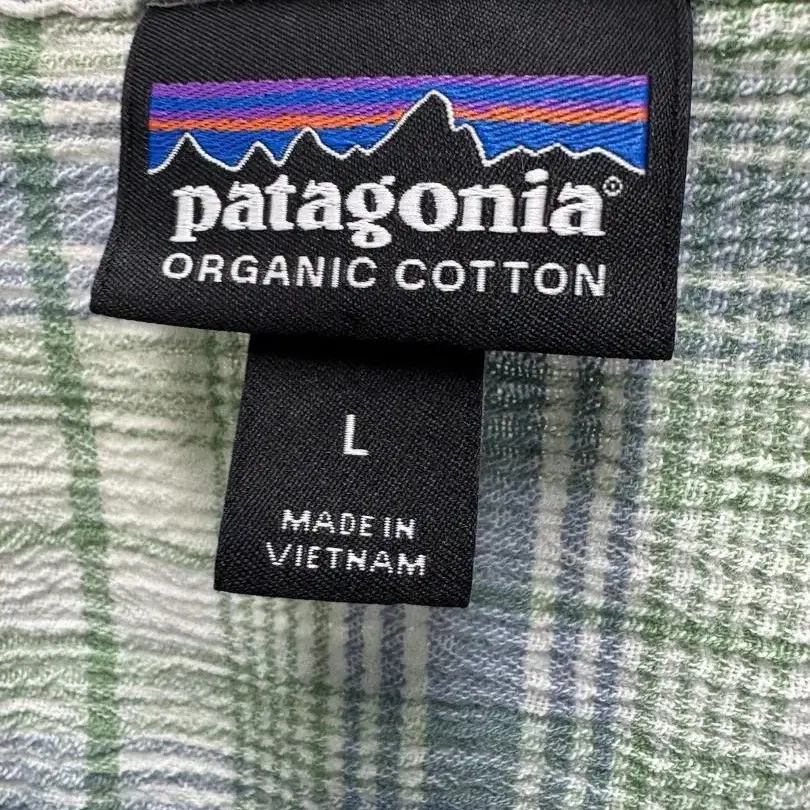 patagonia®
ORGANIC COTTON
L
MADE IN
VIETNAM